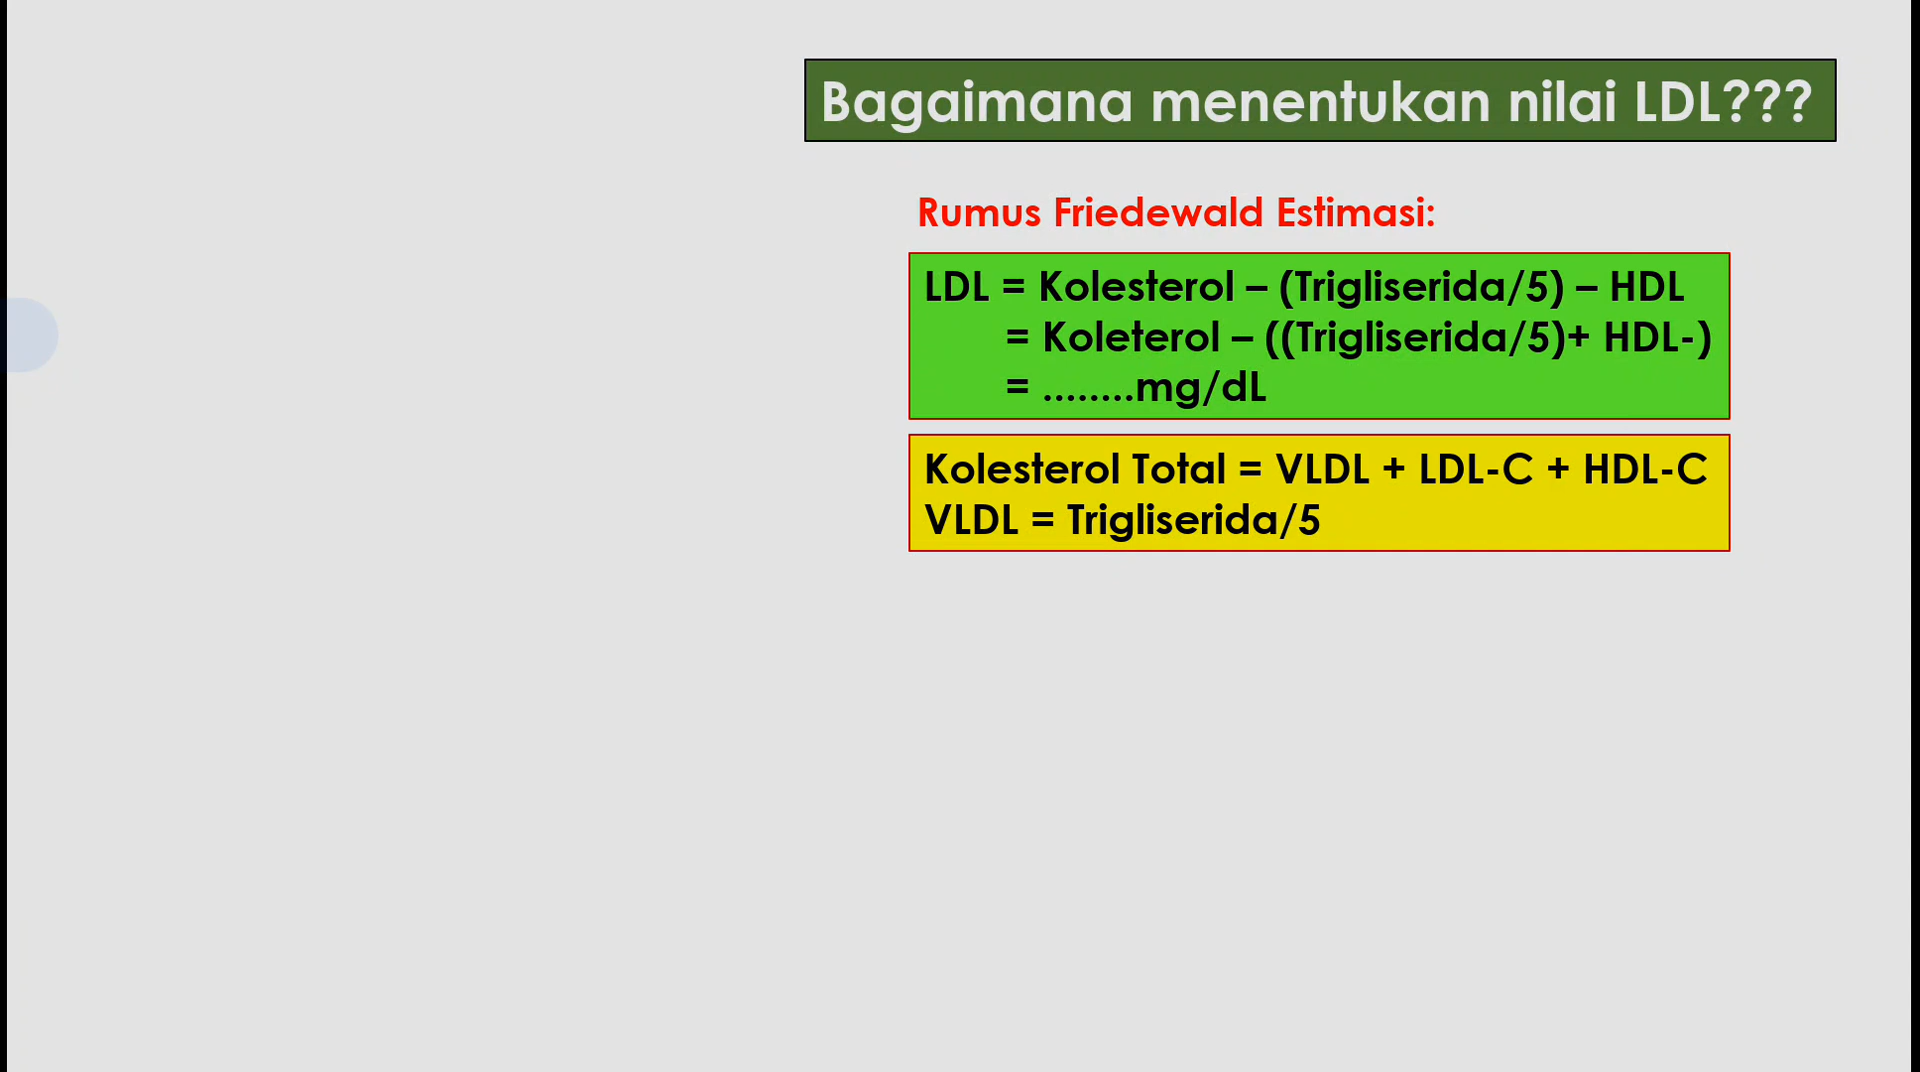 Bagaimana menentukan nilai LDL???
Rumus Friedewald Estimasi:
LDL = Kolesterol – (Trigliserida/5) – HDL
= Koleterol – ((Trigliserida/5)+ HDL-)
= ........mg/dL
Kolesterol Total = VLDL + LDL-C + HDL-C
VLDL = Trigliserida/5